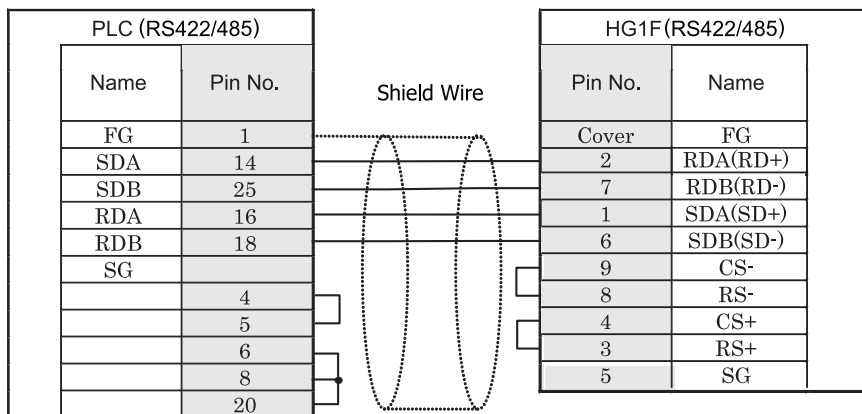 PLC (RS422/485) HG1F(RS422/485)
Name Pin No. Shield Wire Pin No. Name
FG 1 Cover FG
SDA 14 2 RDA(RD+)
SDB 25 7 RDB(RD-)
RDA 16 1 SDA(SD+)
RDB 18 6 SDB(SD-)
SG 9 CS-
4 8 RS-
5 4 CS+
6 3 RS+
8 5 SG
20